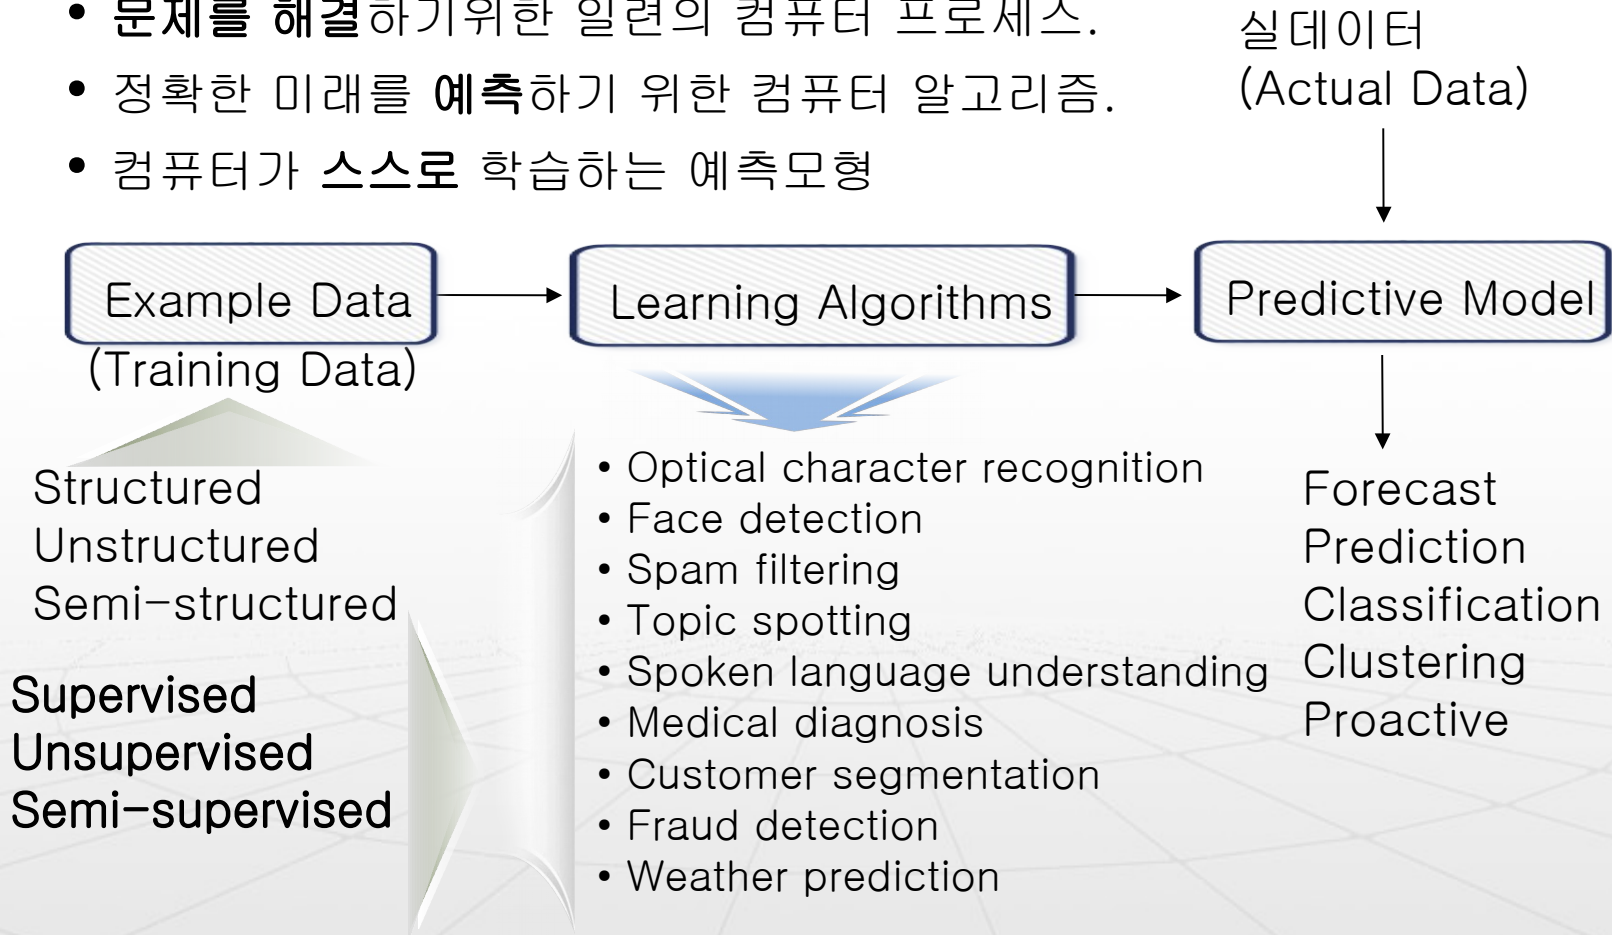 • 문제를 해결하기위한 일련의 컴퓨터 프로세스.
• 정확한 미래를 예측하기 위한 컴퓨터 알고리즘.
• 컴퓨터가 스스로 학습하는 예측모형
실데이터
(Actual Data)
Example Data
(Training Data)
Learning Algorithms
Predictive Model
Structured
Unstructured
Semi-structured
Supervised
Unsupervised
Semi-supervised
• Optical character recognition
• Face detection
• Spam filtering
• Topic spotting
• Spoken language understanding
• Medical diagnosis
• Customer segmentation
• Fraud detection
• Weather prediction
Forecast
Prediction
Classification
Clustering
Proactive